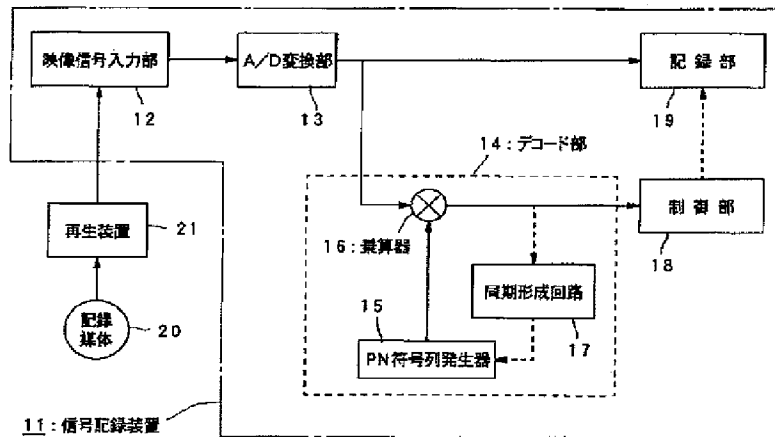 映像信号入力部
12
A/D変換部
13
記録部
19
14:デコード部
16:乗算器
制御部
18
再生装置
21
同期形成回路
17
15
PN符号列発生器
記録
媒体
20
11:信号記録装置